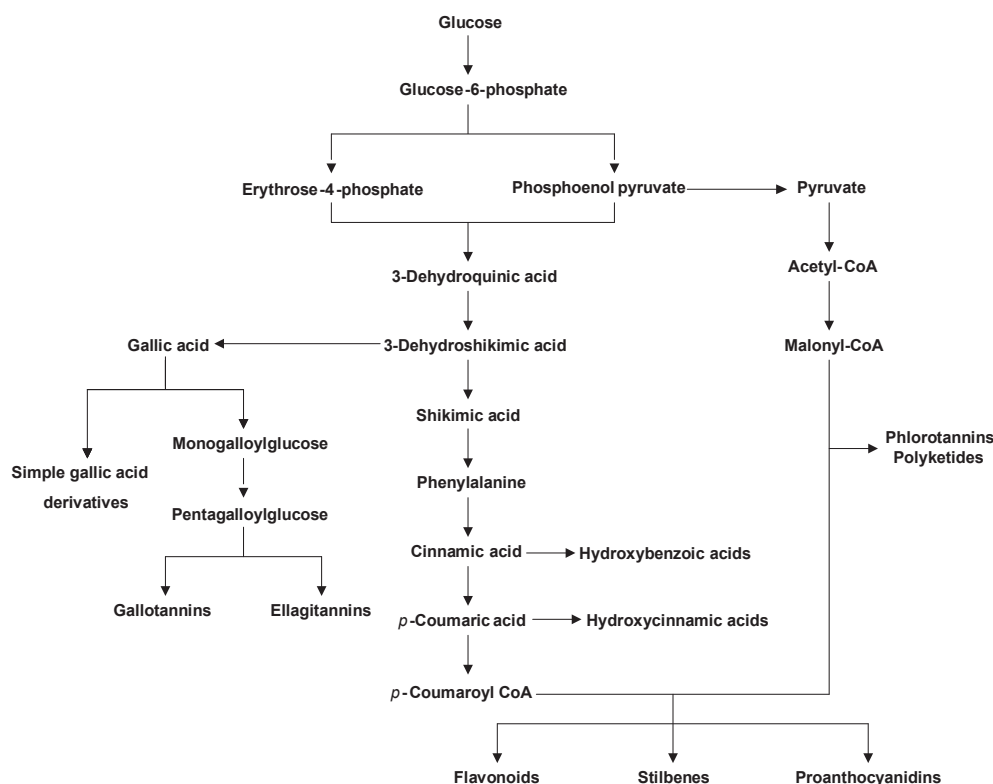 Glucose
Glucose-6-phosphate
Erythrose-4-phosphate
Phosphoenol pyruvate
Pyruvate
3-Dehydroquinic acid
Acetyl-CoA
Gallic acid
3-Dehydroshikimic acid
Malonyl-CoA
Shikimic acid
Monogalloylglucose
Phlorotannins
Polyketides
Simple gallic acid
derivatives
Phenylalanine
Pentagalloylglucose
Cinnamic acid
Hydroxybenzoic acids
Gallotannins
Ellagitannins
p-Coumaric acid
Hydroxycinnamic acids
p-Coumaroyl CoA
Flavonoids
Stilbenes
Proanthocyanidins